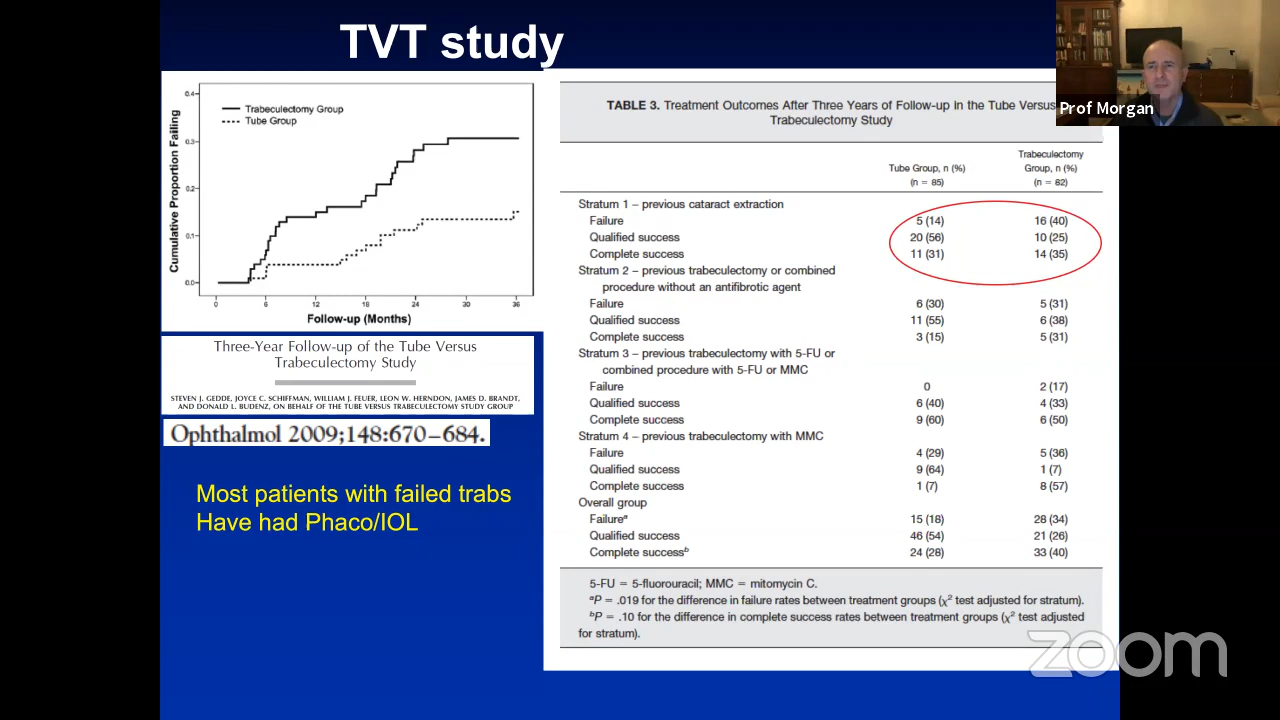 TVT study
Prof Morgan
0.4
0.3
0.2
0.1
0.0
Cumulative Proportion Failing
Trabeculectomy Group
Tube Group
0 6 12 18 24 30 36
Follow-up (Months)
Three-Year Follow-up of the Tube Versus
Trabeculectomy Study
STEVEN J. GEDDE, JOYCE C. SCHIFFMAN, WILLIAM J. FEUER, LEON W. HERNDON, JAMES D. BRANDT,
AND DONALD L. BUDENZ, ON BEHALF OF THE TUBE VERSUS TRABECULECTOMY STUDY GROUP
Ophthalmol 2009;148:670–684.
Most patients with failed trabs
Have had Phaco/IOL
TABLE 3. Treatment Outcomes After Three Years of Follow-up in the Tube Versus
Trabeculectomy Study
Trabeculectomy
Tube Group, n (%) Group, n (%)
(n = 85) (n = 82)
Stratum 1 – previous cataract extraction
Failure 5 (14) 16 (40)
Qualified success 20 (56) 10 (25)
Complete success 11 (31) 14 (35)
Stratum 2 – previous trabeculectomy or combined
procedure without an antifibrotic agent
Failure 6 (30) 5 (31)
Qualified success 11 (55) 6 (38)
Complete success 3 (15) 5 (31)
Stratum 3 – previous trabeculectomy with 5-FU or
combined procedure with 5-FU or MMC
Failure 0 2 (17)
Qualified success 6 (40) 4 (33)
Complete success 9 (60) 6 (50)
Stratum 4 – previous trabeculectomy with MMC
Failure 4 (29) 5 (36)
Qualified success 9 (64) 1 (7)
Complete success 1 (7) 8 (57)
Overall group
Failureᵃ 15 (18) 28 (34)
Qualified success 46 (54) 21 (26)
Complete successᵇ 24 (28) 33 (40)
5-FU = 5-fluorouracil; MMC = mitomycin C.
ᵃP = .019 for the difference in failure rates between treatment groups (χ² test adjusted for stratum).
ᵇP = .10 for the difference in complete success rates between treatment groups (χ² test adjusted
for stratum).
zoom